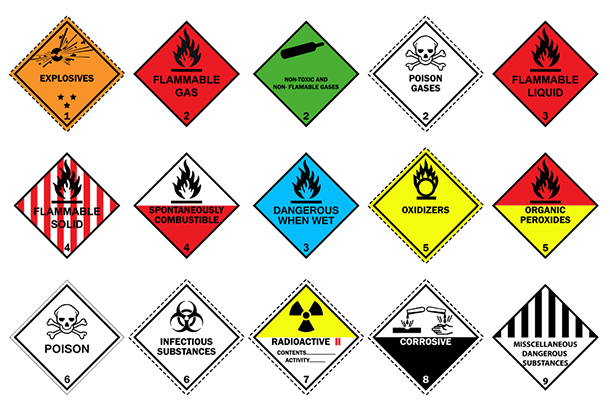 EXPLOSIVES
1
FLAMMABLE
GAS
2
NON-TOXIC AND
NON- FLAMABLE GASES
2
POISON
GASES
2
FLAMMABLE
LIQUID
3
FLAMMABLE
SOLID
4
SPONTANEOUSLY
COMBUSTIBLE
4
DANGEROUS
WHEN WET
3
OXIDIZERS
5
ORGANIC
PEROXIDES
5
POISON
6
INFECTIOUS
SUBSTANCES
6
RADIOACTIVE II
CONTENTS...........
ACTIVITY...........
7
CORROSIVE
8
MISSCELLANEOUS
DANGEROUS
SUBSTANCES
9